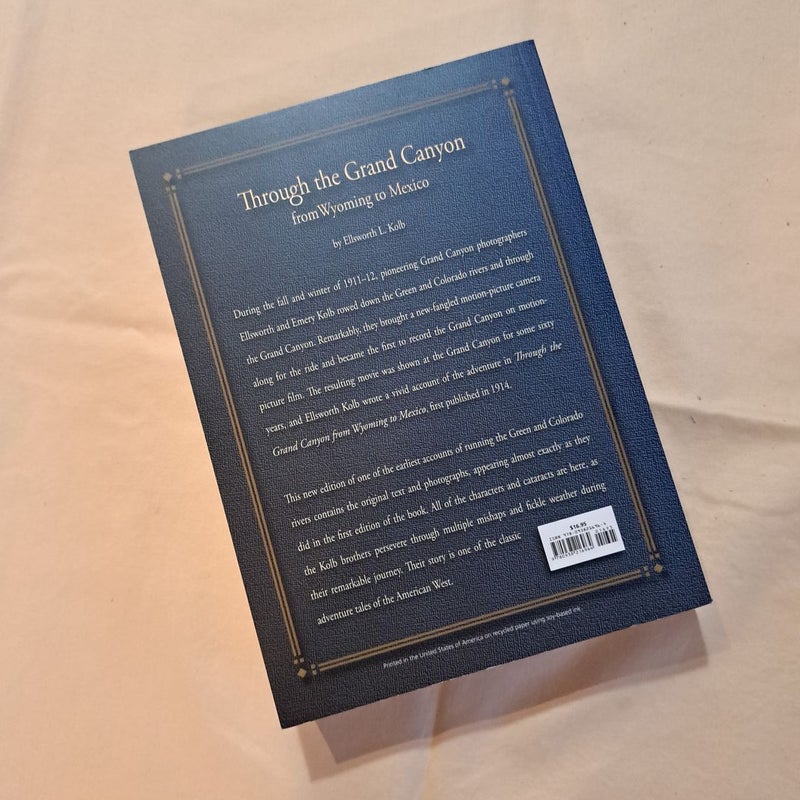 Through the Grand Canyon
from Wyoming to Mexico
by Ellsworth L. Kolb
During the fall and winter of 1911–12, pioneering Grand Canyon photographers
Ellsworth and Emery Kolb rowed down the Green and Colorado rivers and through
the Grand Canyon. Remarkably, they brought a new-fangled motion-picture camera
along for the ride and became the first to record the Grand Canyon on motion-
picture film. The resulting movie was shown at the Grand Canyon for some sixty
years, and Ellsworth Kolb wrote a vivid account of the adventure in Through the
Grand Canyon from Wyoming to Mexico, first published in 1914.
This new edition of one of the earliest accounts of running the Green and Colorado
rivers contains the original text and photographs, appearing almost exactly as they
did in the first edition of the book. All of the characters and cataracts are here, as
the Kolb brothers persevere through multiple mishaps and fickle weather during
their remarkable journey. Their story is one of the classic
adventure tales of the American West.
$16.95
ISBN 978
Printed in the United States of America on recycled paper using soy-based ink